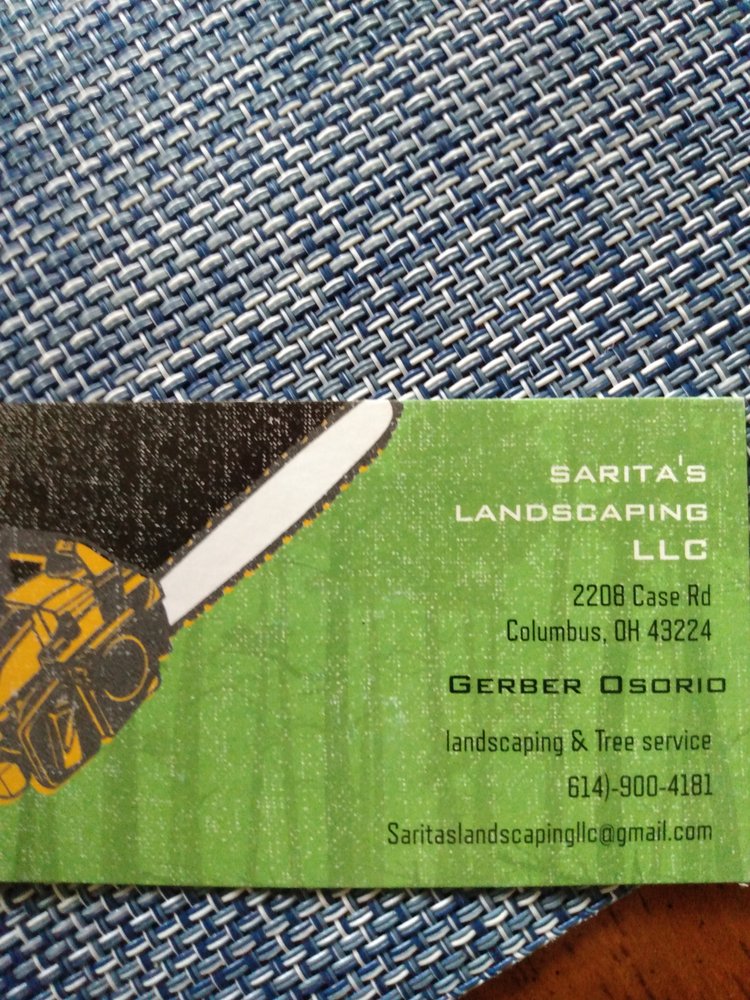 SARITA'S
LANDSCAPING
LLC
2208 Case Rd
Columbus, OH 43224
GERBER OSORIO
landscaping & Tree service
614)-900-4181
Saritaslandscapingllc@gmail.com